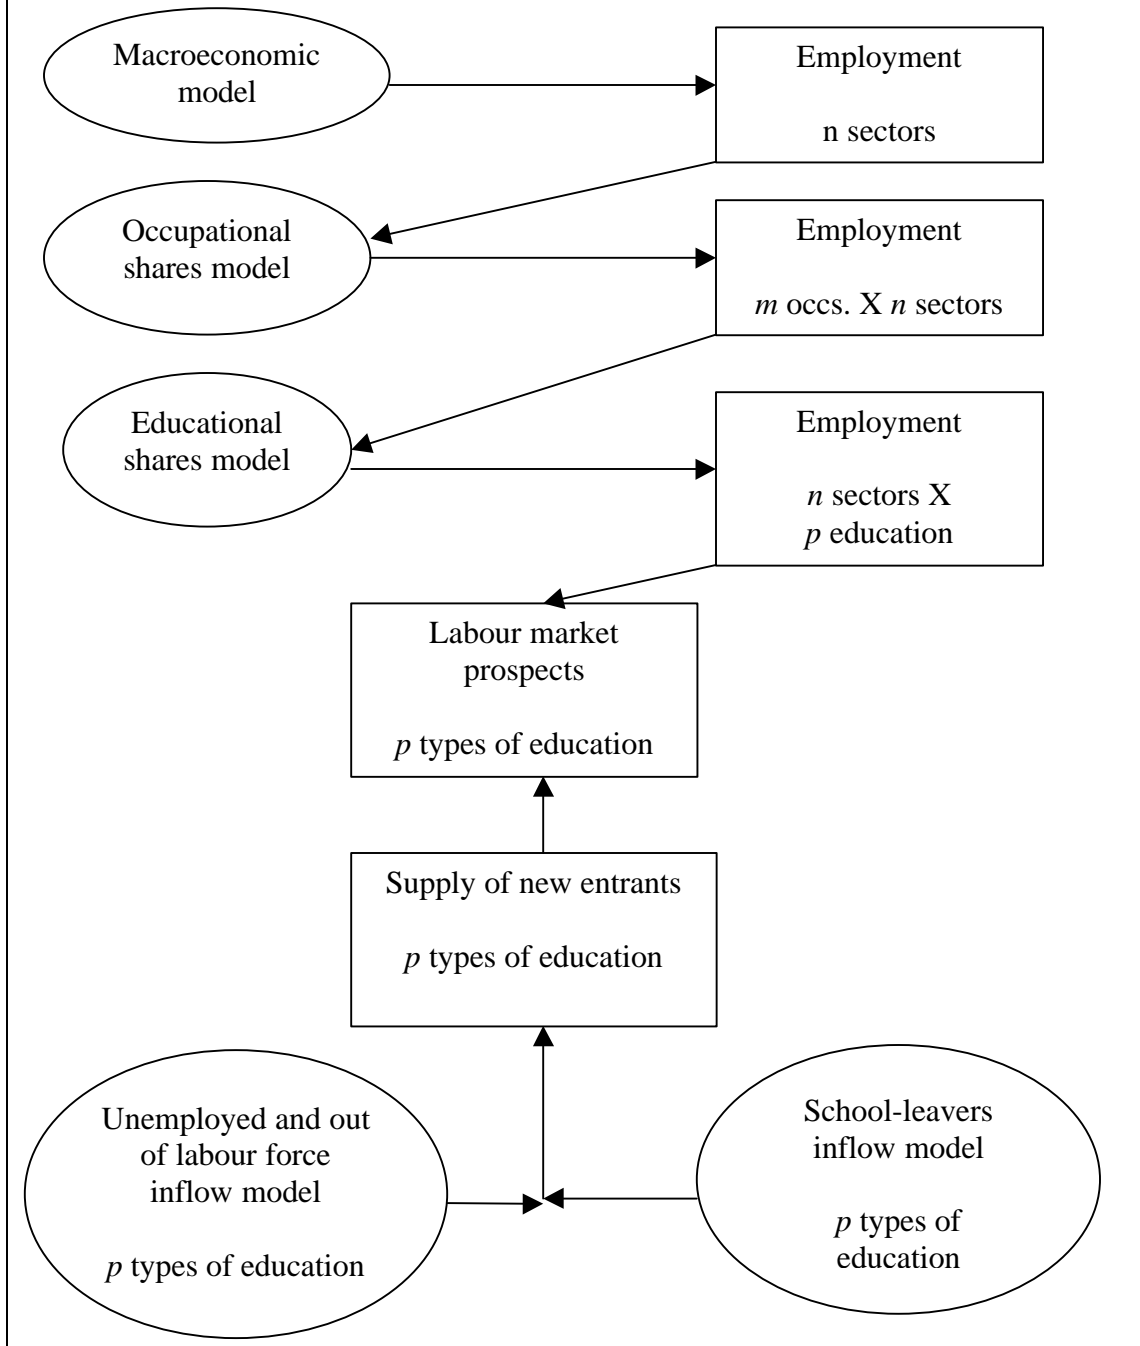 Macroeconomic
model
Employment
n sectors
Occupational
shares model
Employment
m occs. X n sectors
Educational
shares model
Employment
n sectors X
p education
Labour market
prospects
p types of education
Supply of new entrants
p types of education
Unemployed and out
of labour force
inflow model
p types of education
School-leavers
inflow model
p types of
education